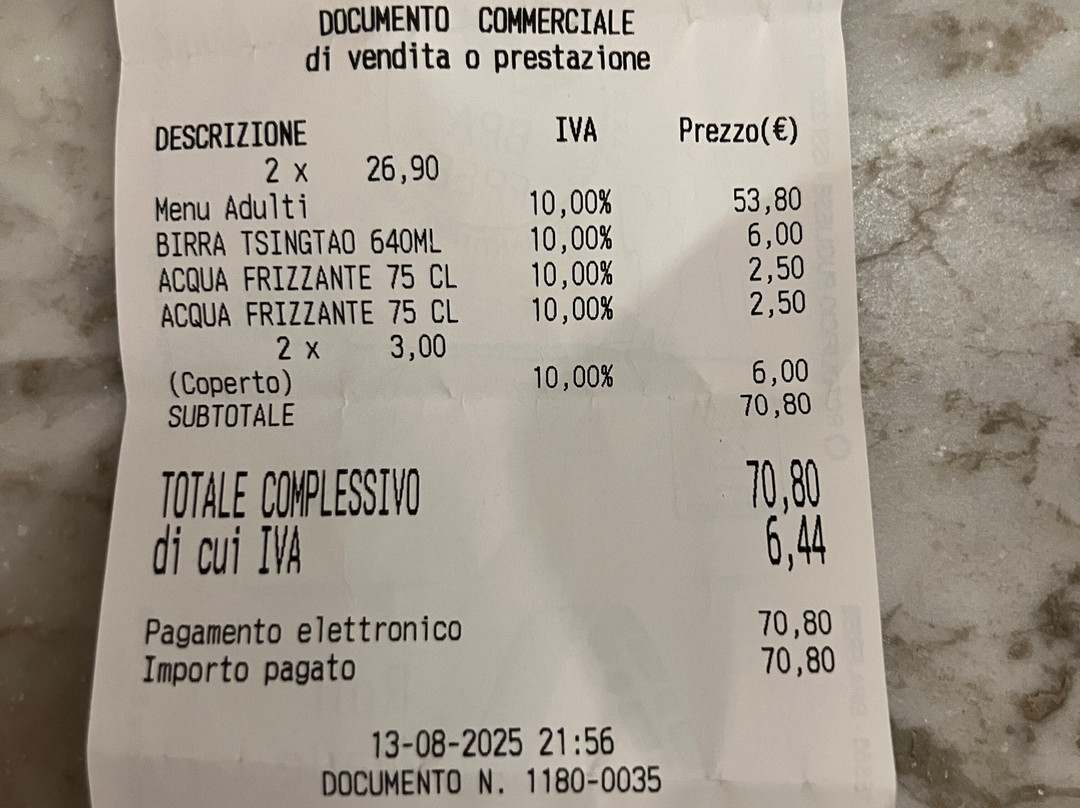 DOCUMENTO COMMERCIALE
di vendita o prestazione
DESCRIZIONE IVA Prezzo(€)
2 x 26,90
Menu Adulti 10,00% 53,80
BIRRA TSINGTAO 640ML 10,00% 6,00
ACQUA FRIZZANTE 75 CL 10,00% 2,50
ACQUA FRIZZANTE 75 CL 10,00% 2,50
2 x 3,00
(Coperto) 10,00% 6,00
SUBTOTALE 70,80
TOTALE COMPLESSIVO 70,80
di cui IVA 6,44
Pagamento elettronico 70,80
Importo pagato 70,80
13-08-2025 21:56
DOCUMENTO N. 1180-0035